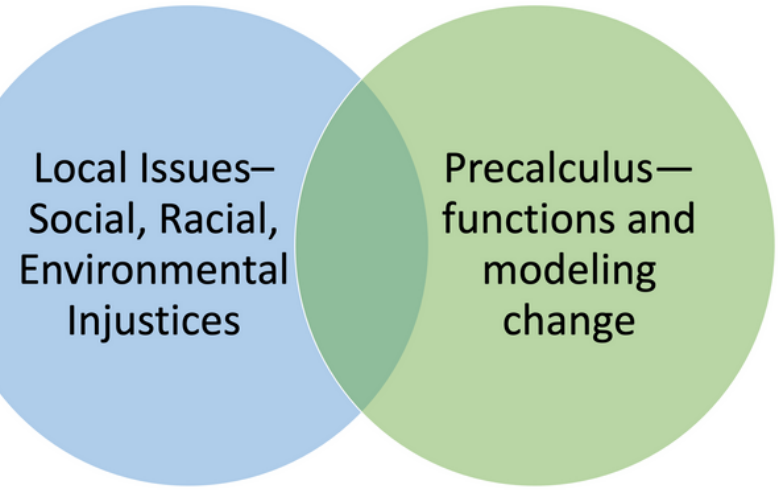 Local Issues–
Social, Racial,
Environmental
Injustices
Precalculus—
functions and
modeling
change